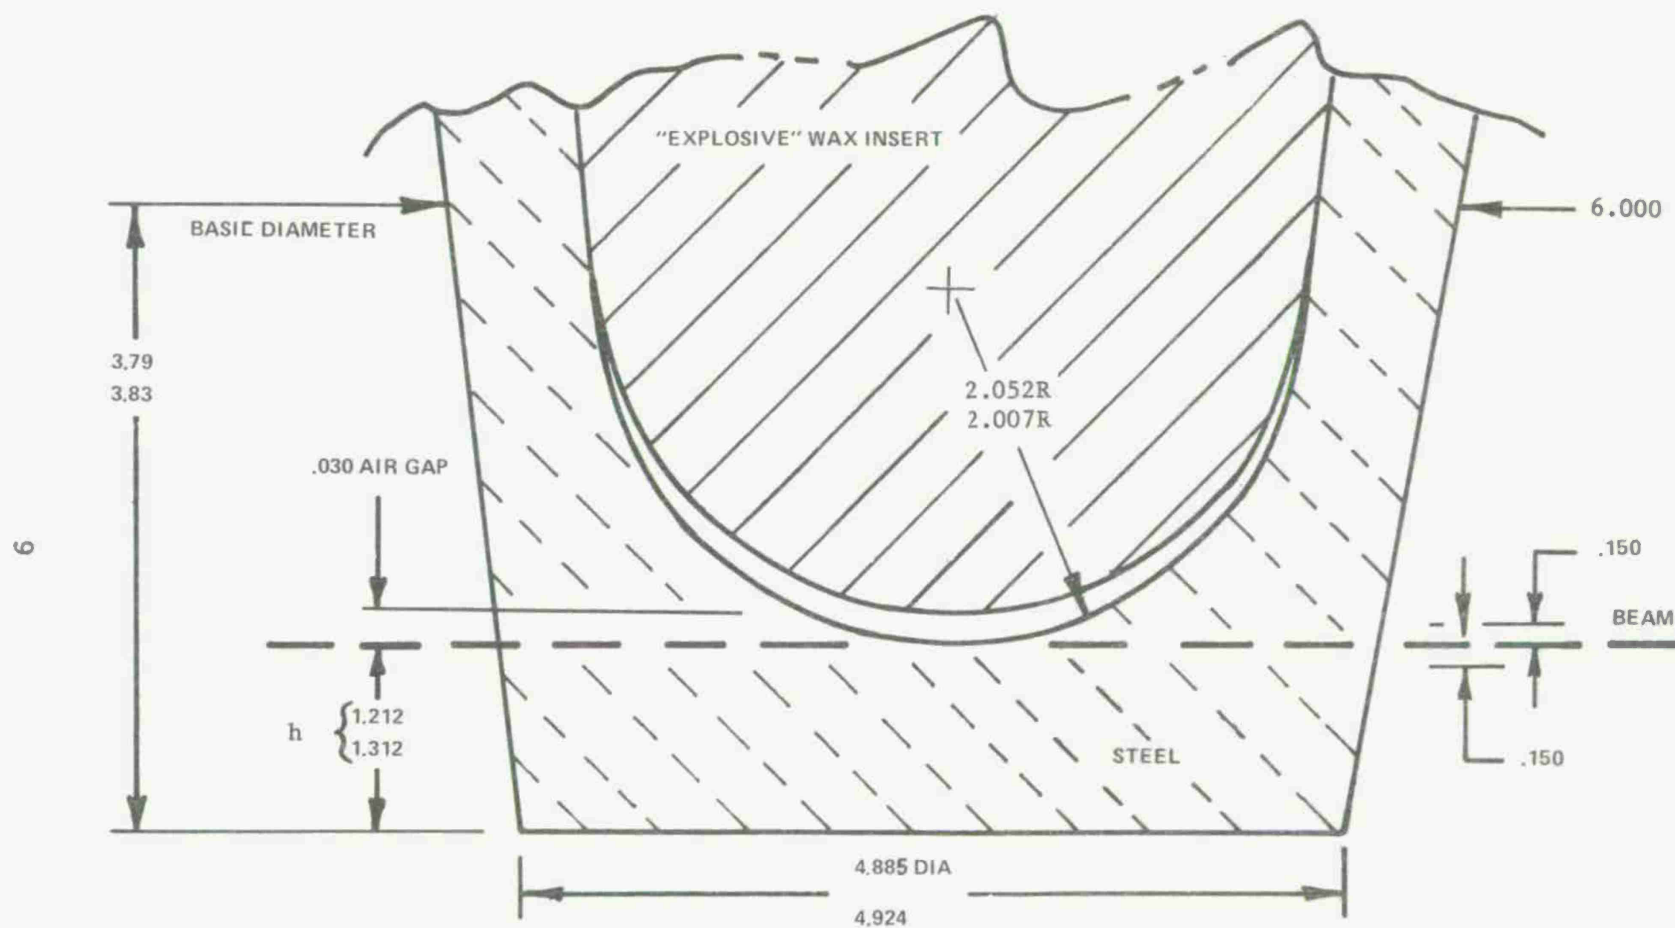 "EXPLOSIVE" WAX INSERT
BASIC DIAMETER
6.000
3.79
3.83
2.052R
2.007R
.030 AIR GAP
6
.150
BEAM
h { 1.212
1.312
STEEL
.150
4.885 DIA
4.924